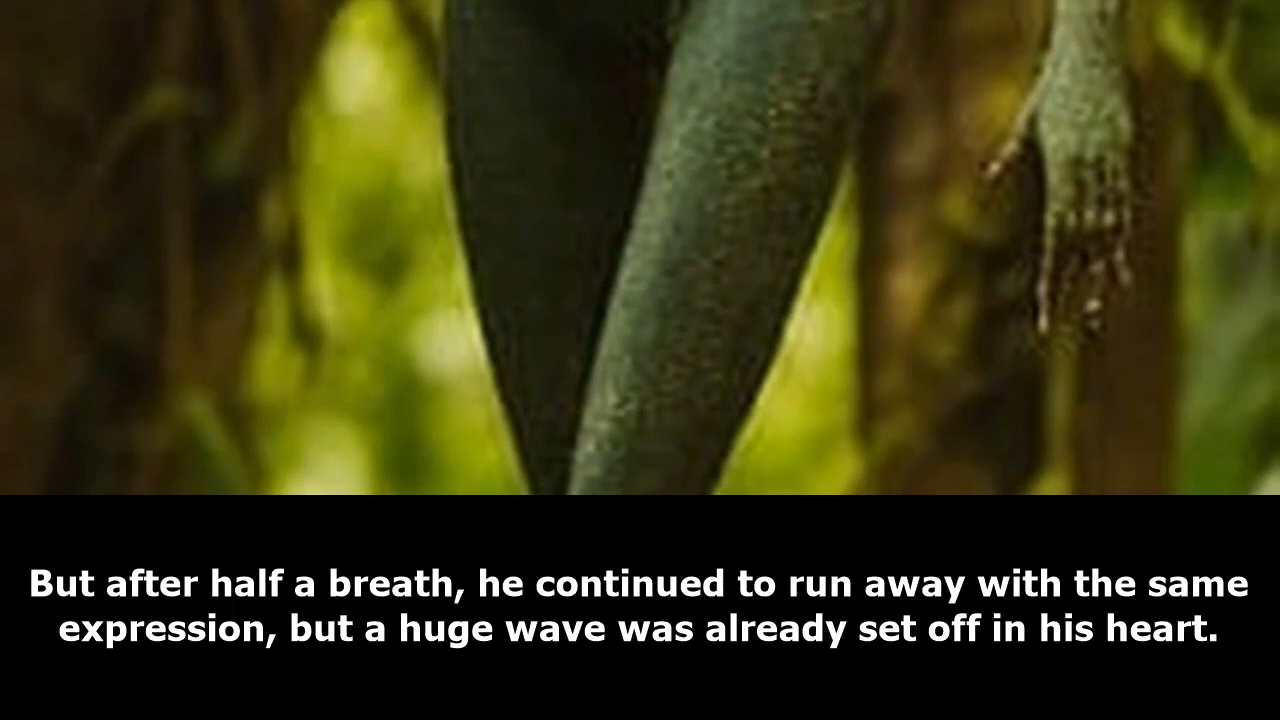 But after half a breath, he continued to run away with the same
expression, but a huge wave was already set off in his heart.